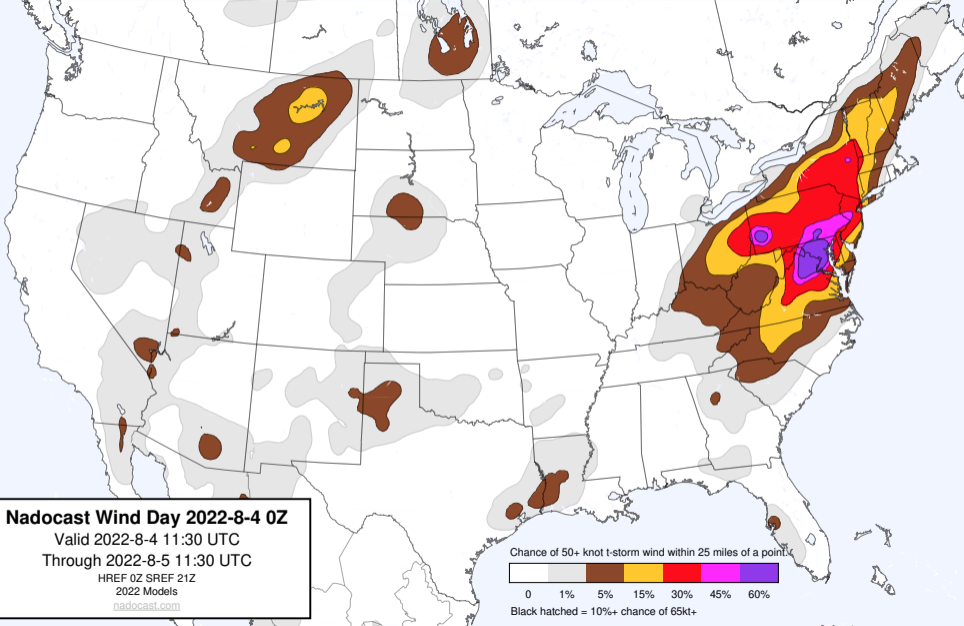 Nadocast Wind Day 2022-8-4 0Z
Valid 2022-8-4 11:30 UTC
Through 2022-8-5 11:30 UTC
HREF 0Z SREF 21Z
2022 Models
nadocast.com
Chance of 50+ knot t-storm wind within 25 miles of a point.
0 1% 5% 15% 30% 45% 60%
Black hatched = 10%+ chance of 65kt+